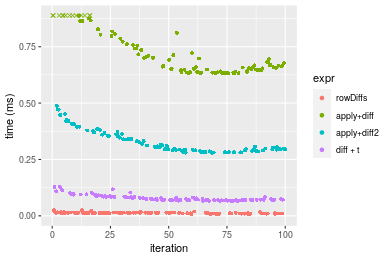 0.75
0.50
0.25
0.00
time (ms)
0
25
50
75
100
iteration
expr
rowDiffs
apply+diff
apply+diff2
diff + t